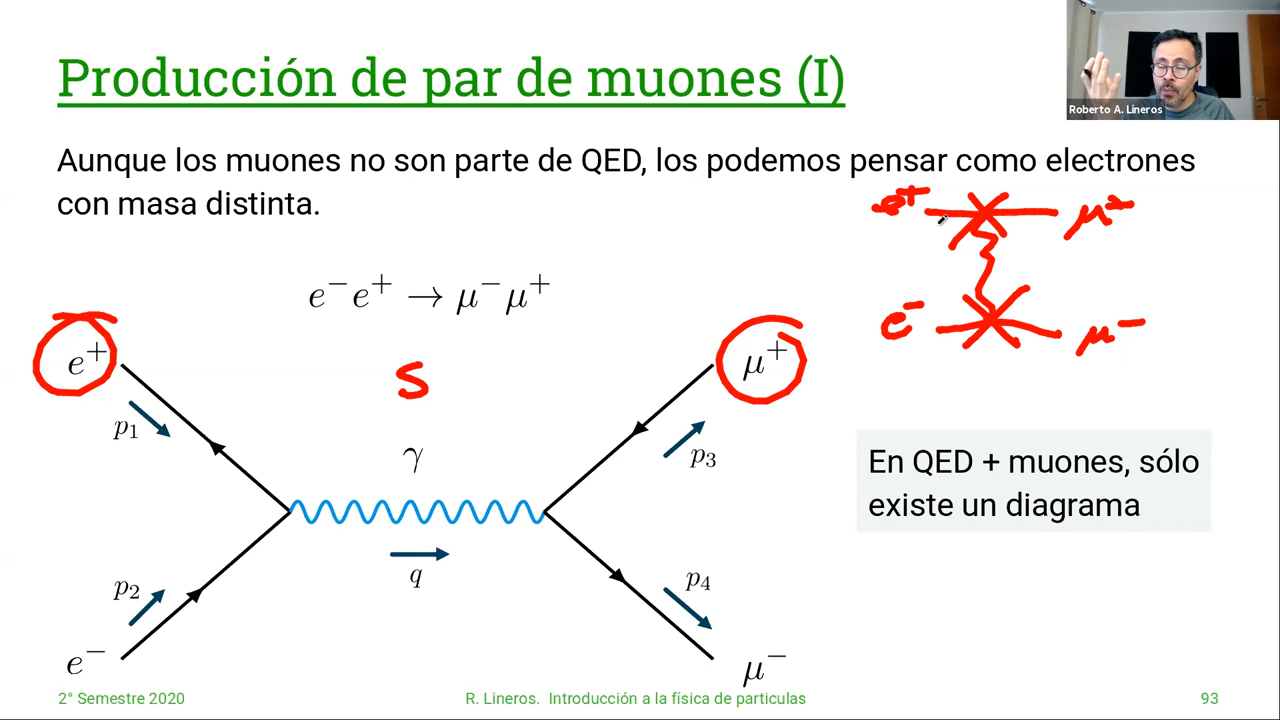 Producción de par de muones (I)
Roberto A. Lineros
Aunque los muones no son parte de QED, los podemos pensar como electrones
con masa distinta.
e⁺ μ⁺
e⁻e⁺ → μ⁻μ⁺
e⁻ μ⁻
e⁺ S μ⁺
p₁ γ p₃
En QED + muones, sólo
existe un diagrama
q
p₂ p₄
e⁻ μ⁻
2° Semestre 2020 R. Lineros. Introducción a la física de particulas 93